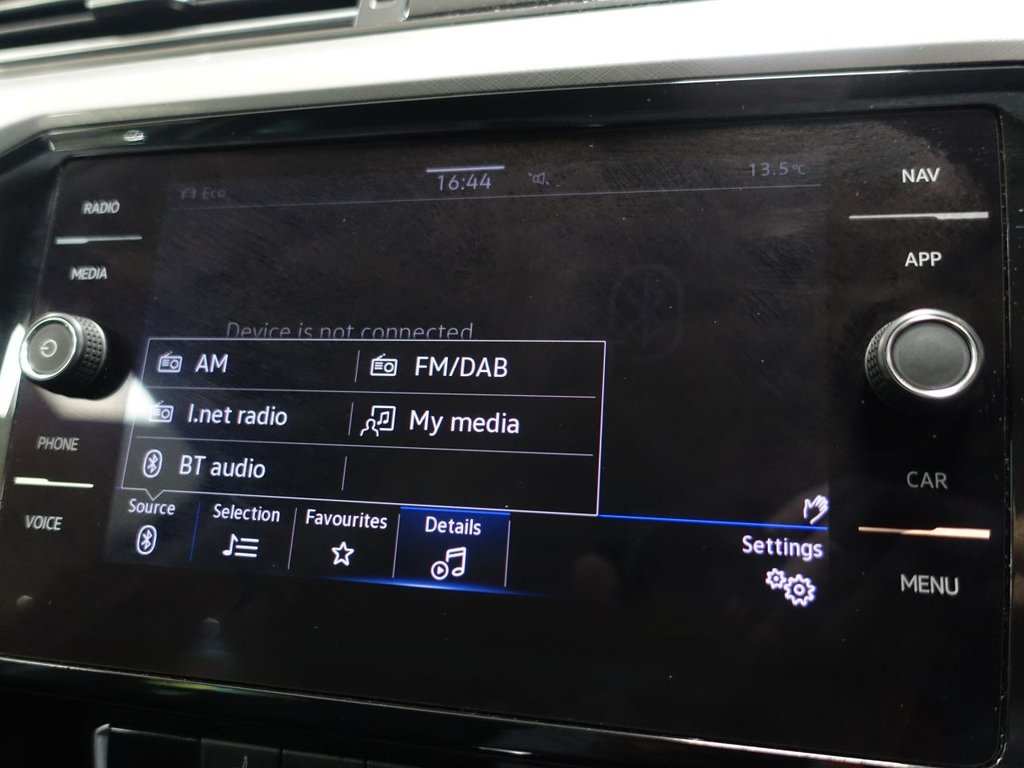 RADIO
MEDIA
PHONE
VOICE
Eco
16:44
13.5°C
Device is not connected
AM
FM/DAB
I.net radio
My media
BT audio
Source
Selection
Favourites
Details
Settings
NAV
APP
CAR
MENU